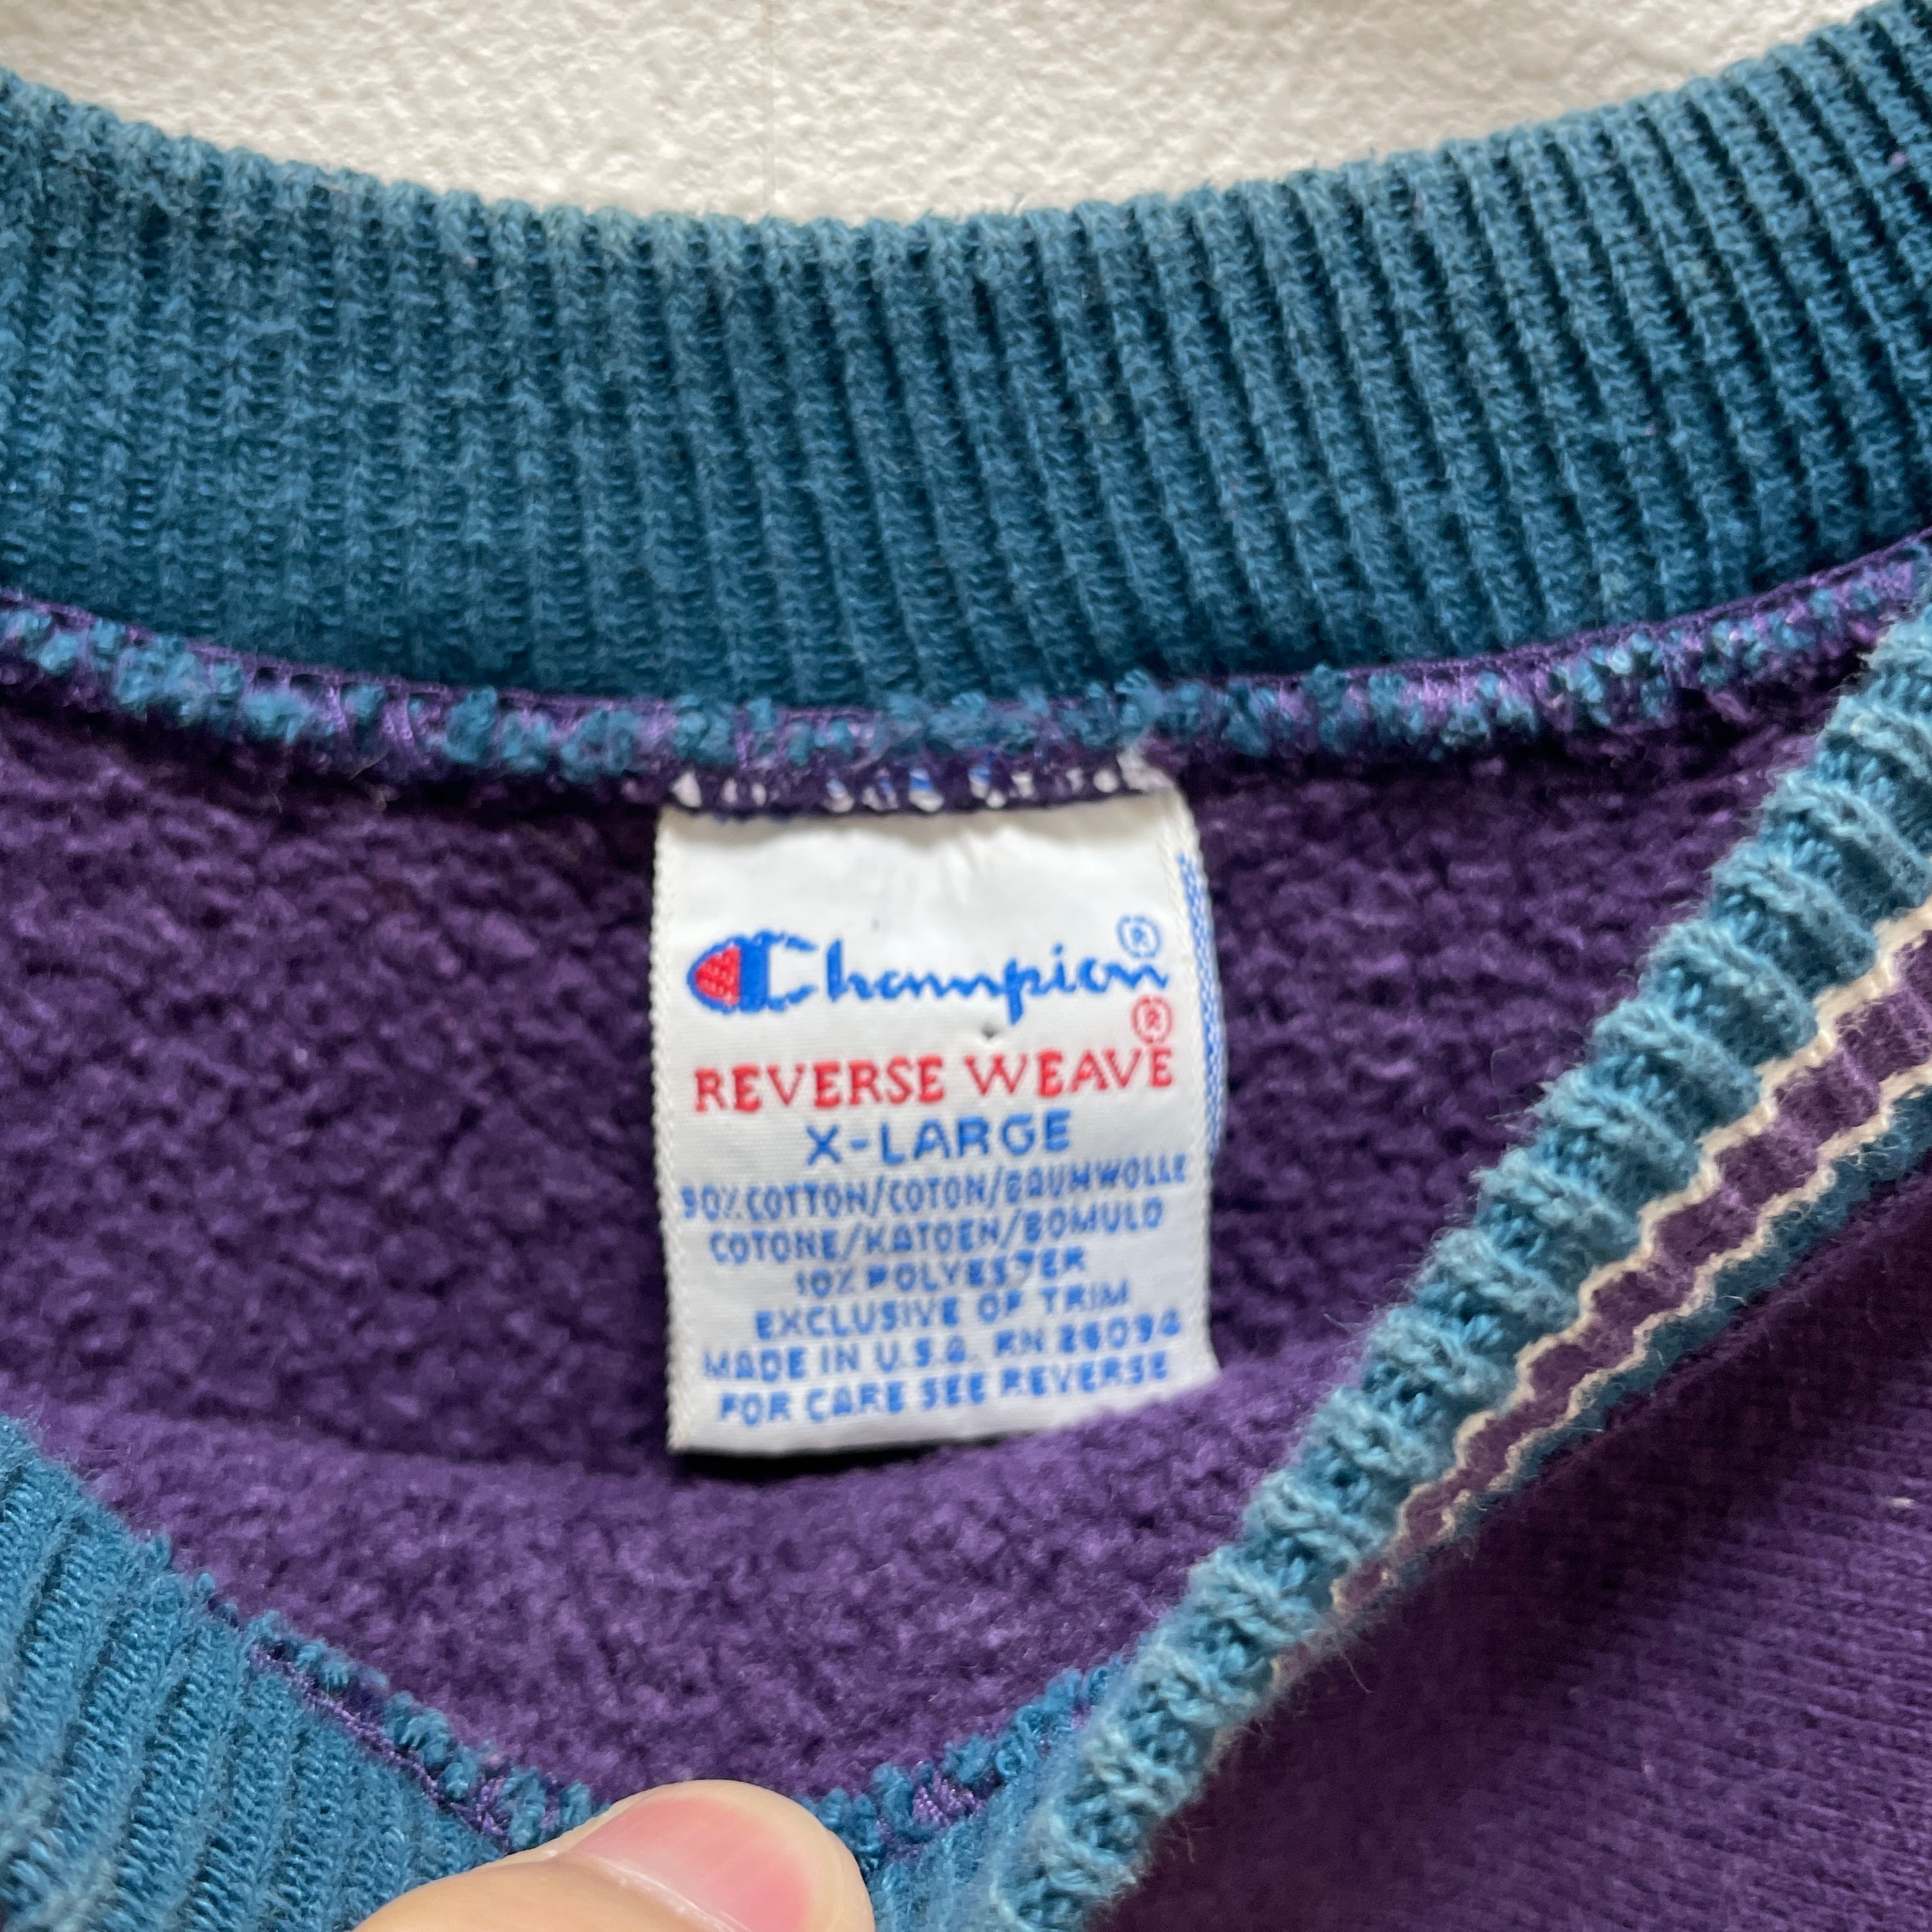 Champion®
®
REVERSE WEAVE
X-LARGE
90% COTTON/COTON/BAUMWOLLE
COTONE/KATOEN/BOMULD
10% POLYESTER
EXCLUSIVE OF TRIM
MADE IN U.S.A. RN 26094
FOR CARE SEE REVERSE